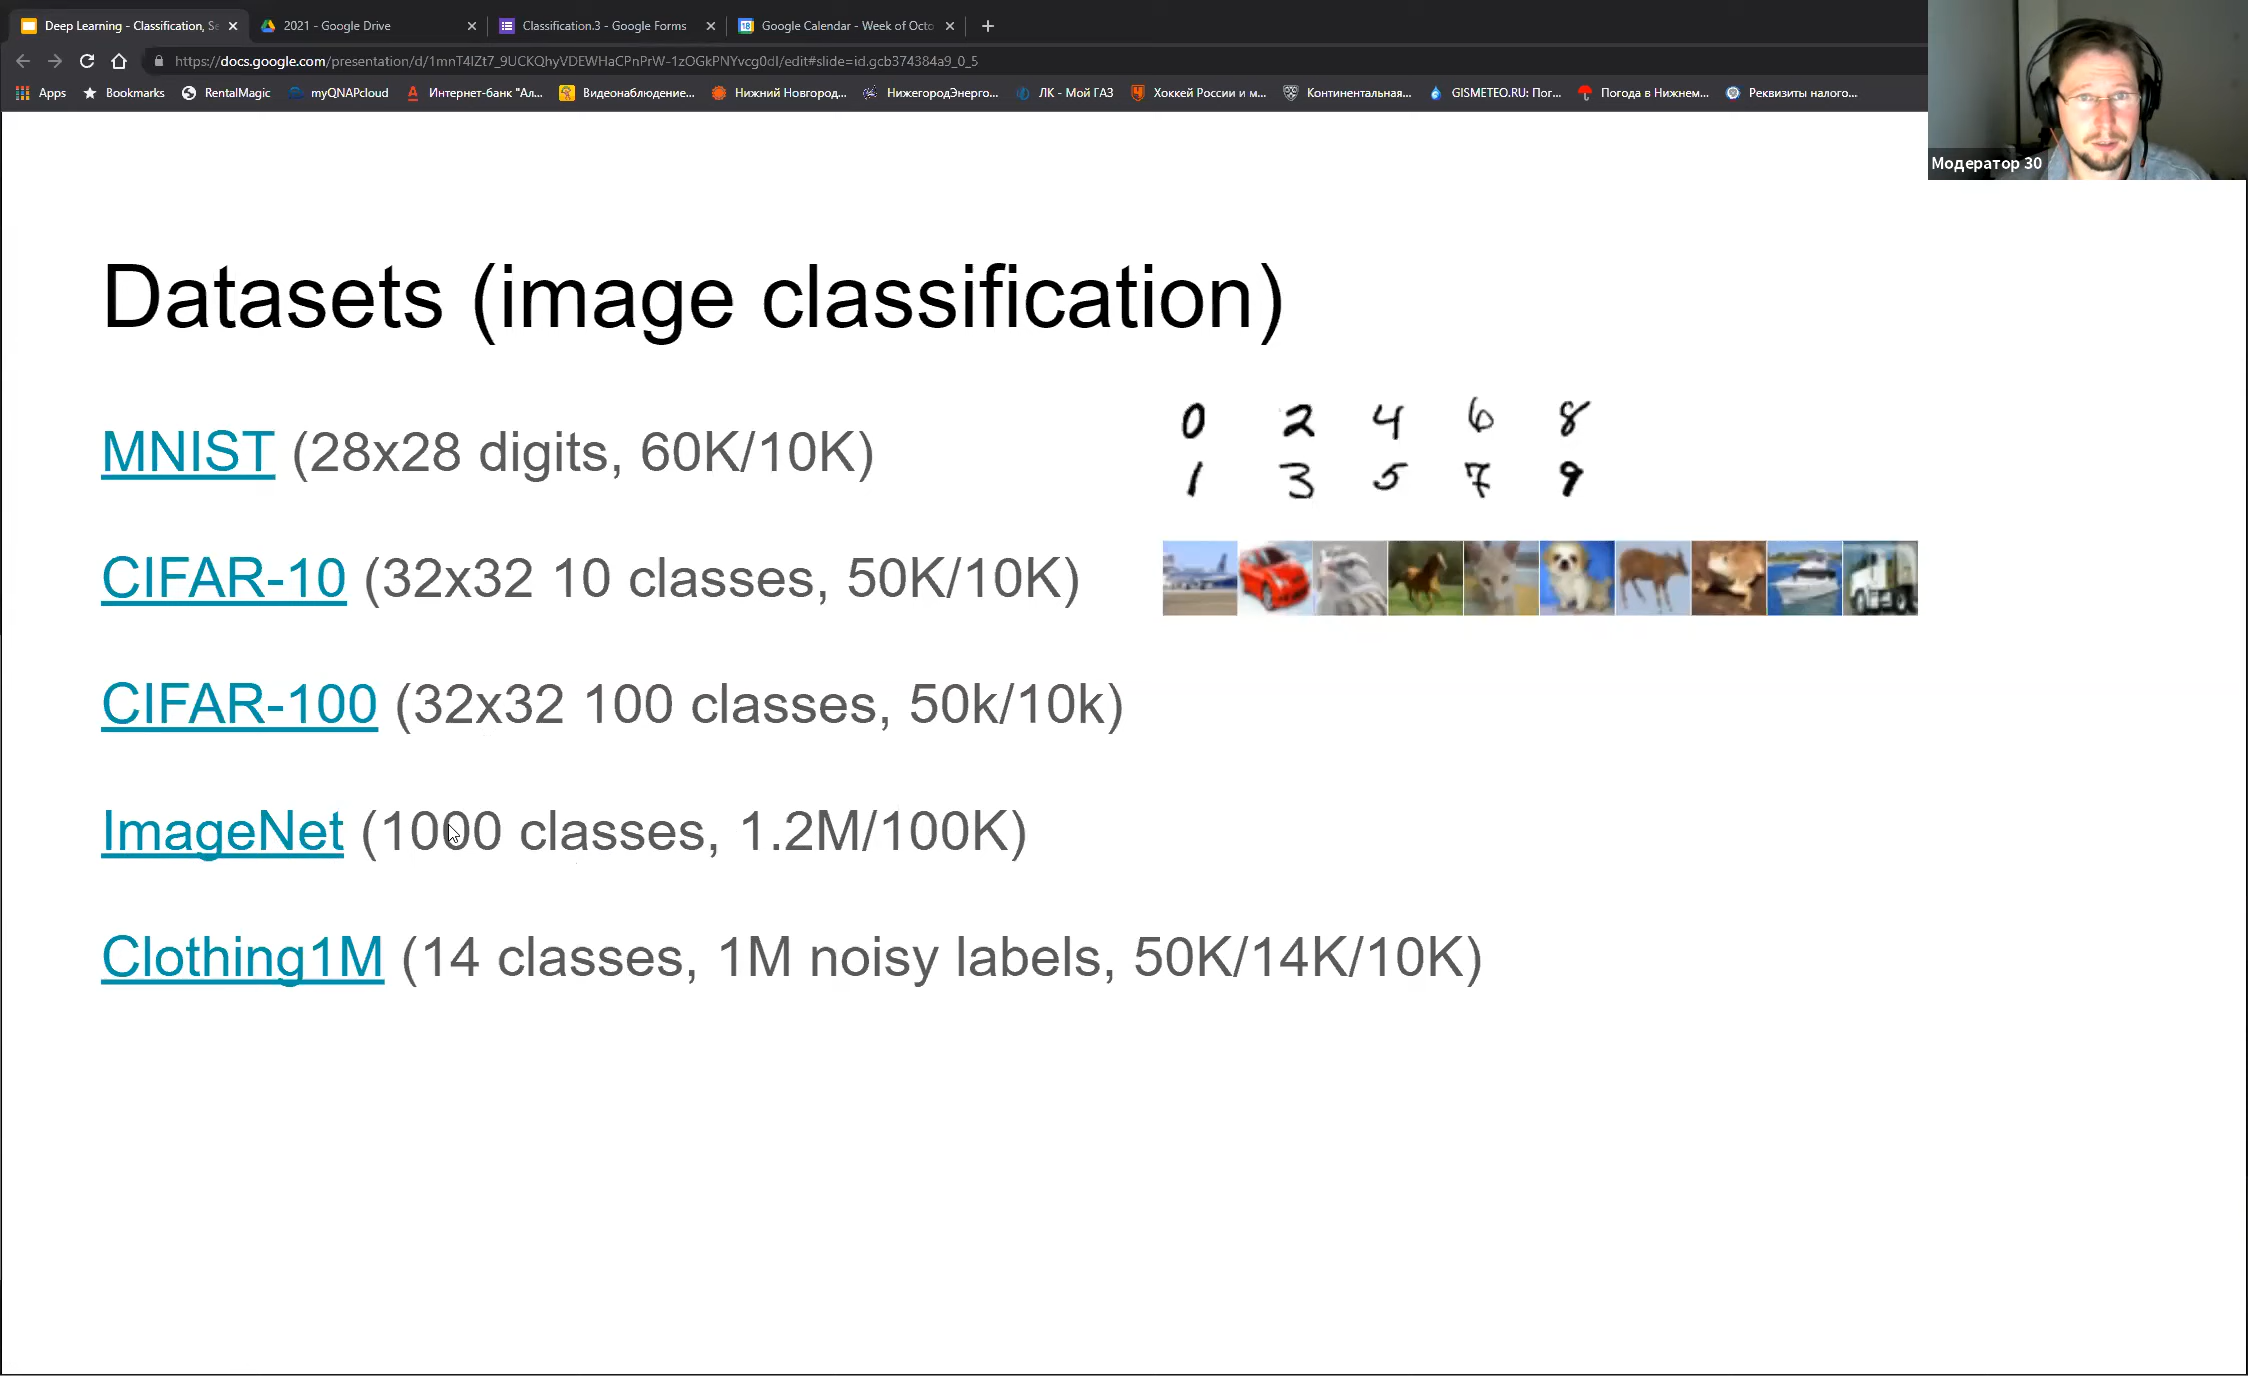 Deep Learning - Classification, Se
2021 - Google Drive
Classification.3 - Google Forms
Google Calendar - Week of Octo
https://docs.google.com/presentation/d/1mnT4lZt7_9UCKQhyVDEWHaCPnPrW-1zOGkPNYvcg0dI/edit#slide=id.gcb374384a9_0_5
Apps Bookmarks RentalMagic myQNAPcloud Интернет-банк "Ал... Видеонаблюдение... Нижний Новгород... НижегородЭнерго... ЛК - Мой ГАЗ Хоккей России и м... Континентальная... GISMETEO.RU: Пог... Погода в Нижнем... Реквизиты налого...
Модератор 30
Datasets (image classification)
MNIST (28x28 digits, 60K/10K)
0 2 4 6 8
1 3 5 7 9
CIFAR-10 (32x32 10 classes, 50K/10K)
CIFAR-100 (32x32 100 classes, 50k/10k)
ImageNet (1000 classes, 1.2M/100K)
Clothing1M (14 classes, 1M noisy labels, 50K/14K/10K)